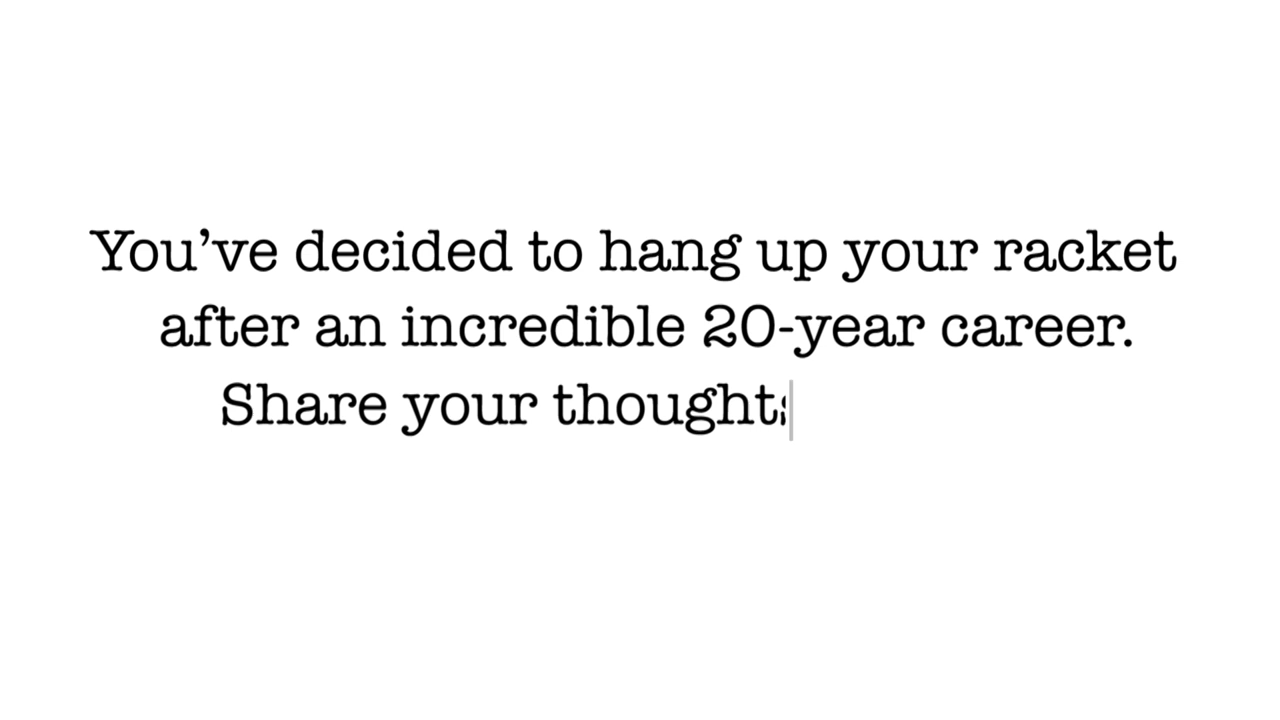 You’ve decided to hang up your racket
after an incredible 20-year career.
Share your thoughts